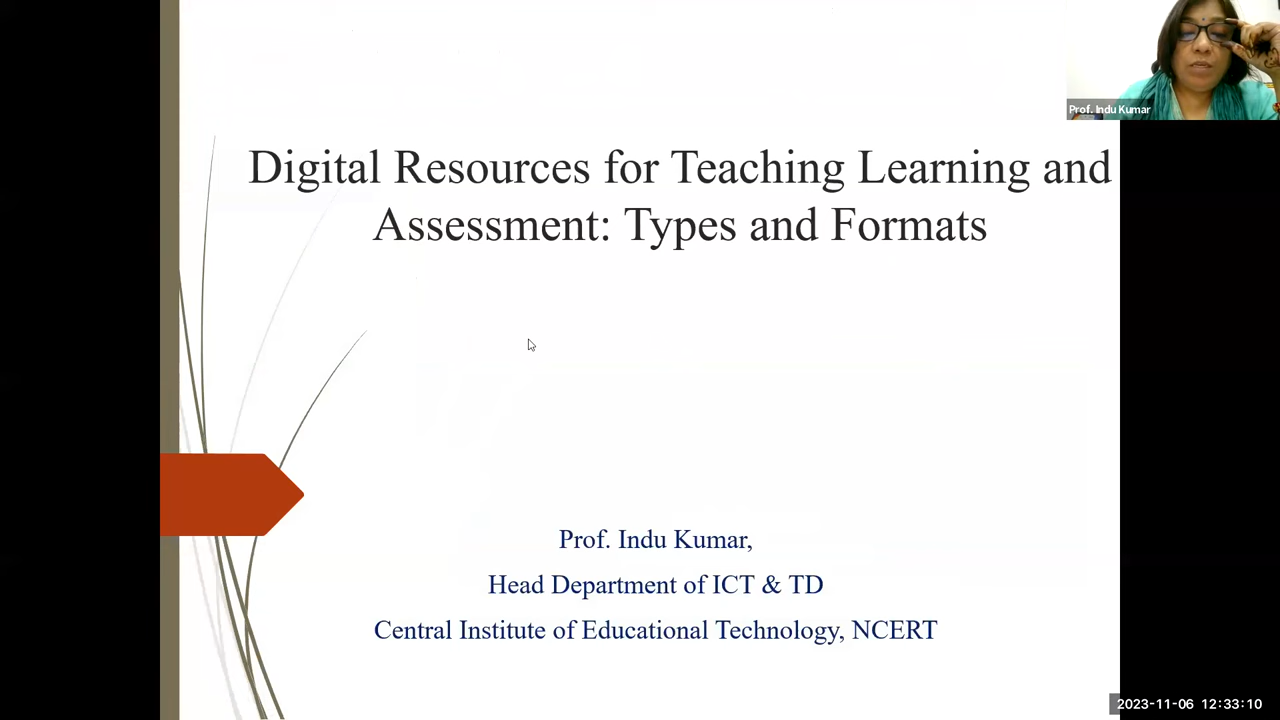 Prof. Indu Kumar
Digital Resources for Teaching Learning and
Assessment: Types and Formats
Prof. Indu Kumar,
Head Department of ICT & TD
Central Institute of Educational Technology, NCERT
2023-11-06 12:33:10